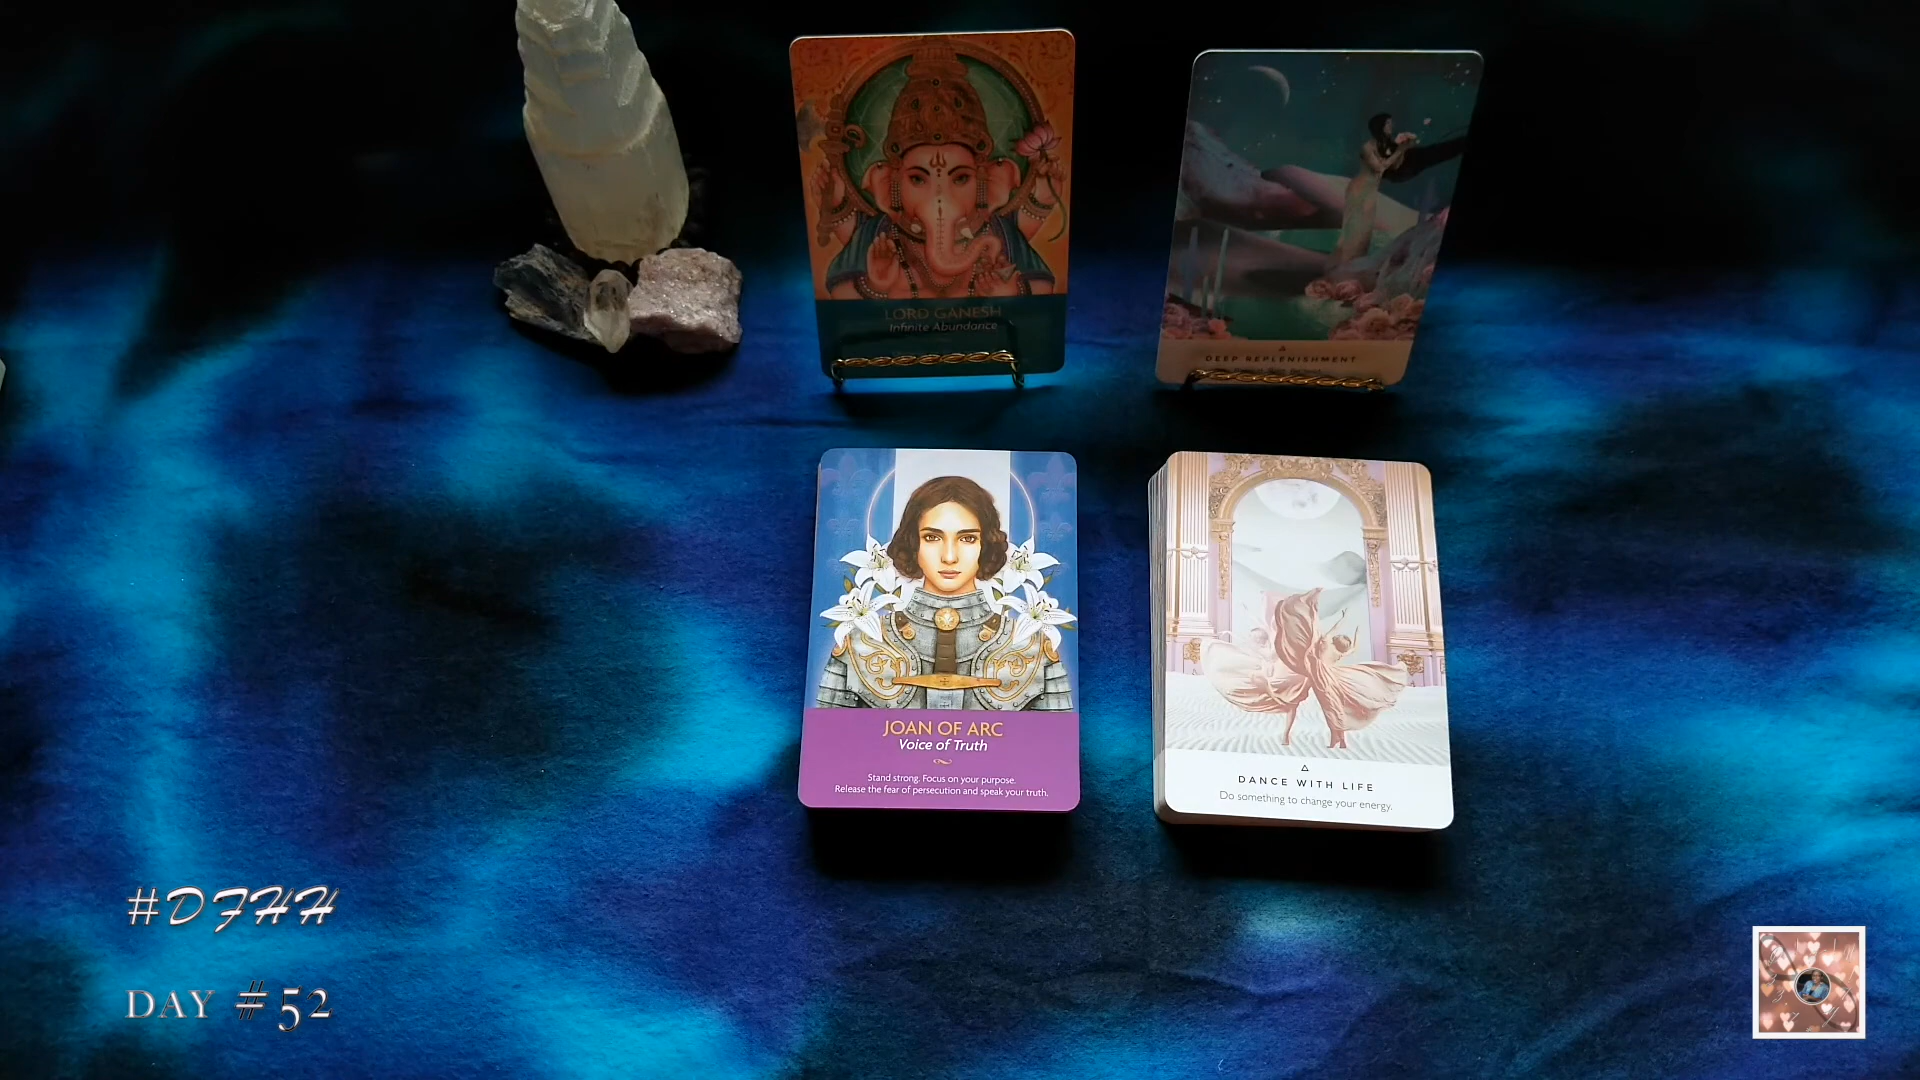 LORD GANESH
Infinite Abundance
DEEP REPLENISHMENT
JOAN OF ARC
Voice of Truth
Stand strong. Focus on your purpose.
Release the fear of persecution and speak your truth.
DANCE WITH LIFE
Do something to change your energy.
#DFHH
DAY #52